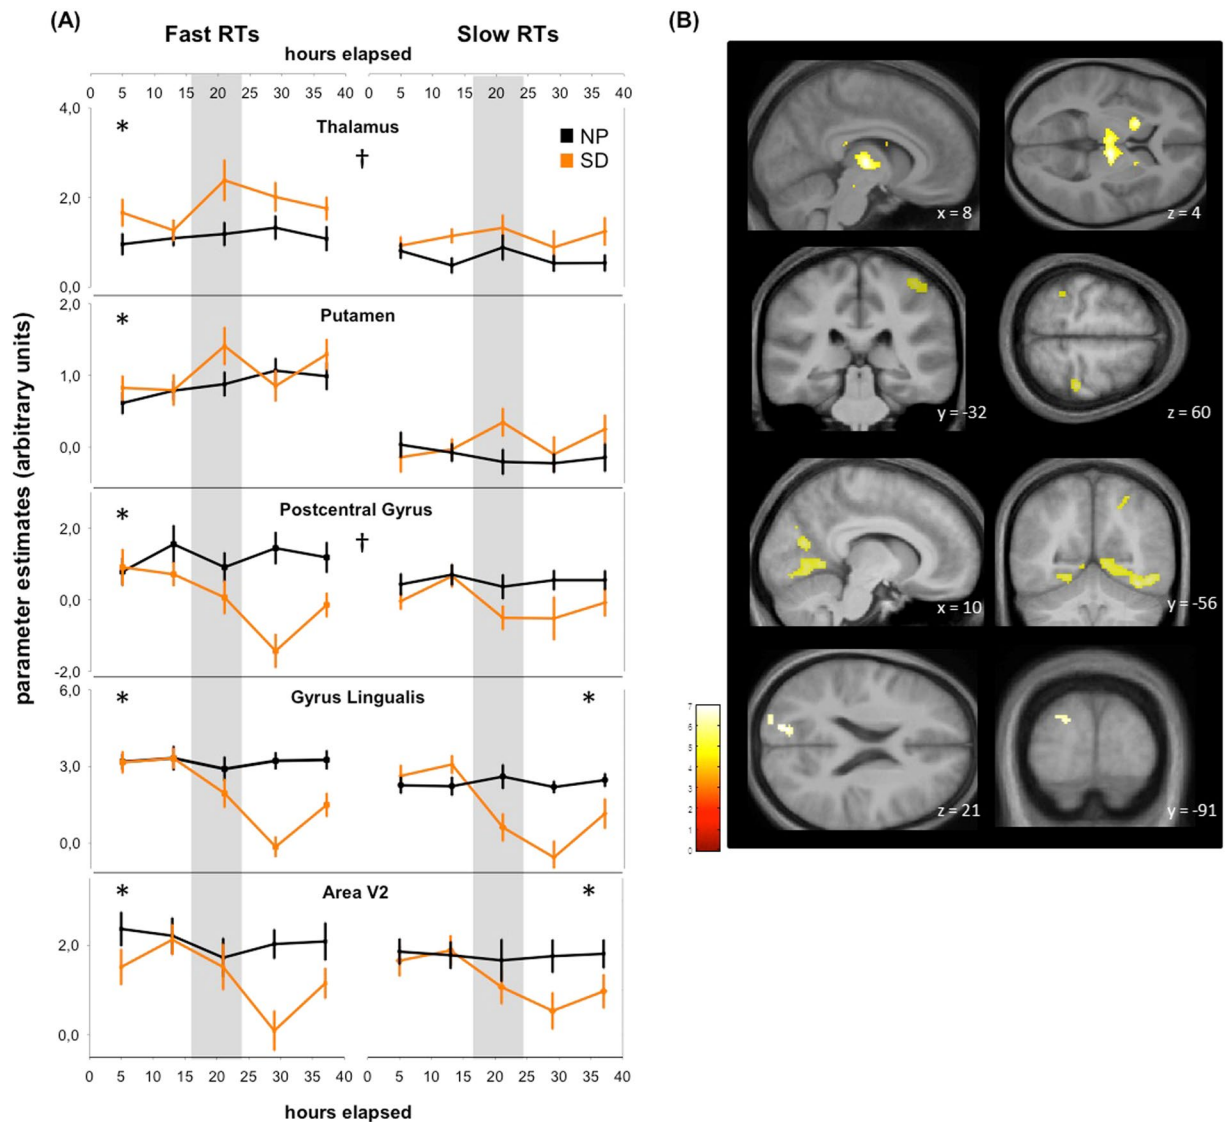 (A)
Fast RTs
Slow RTs
hours elapsed
0 5 10 15 20 25 30 35 40
0 5 10 15 20 25 30 35 40
4,0
2,0
0,0
*
Thalamus
†
NP
SD
2,0
1,0
0,0
*
Putamen
2,0
0,0
-2,0
*
Postcentral Gyrus
†
6,0
3,0
0,0
*
Gyrus Lingualis
*
2,0
0,0
*
Area V2
*
0 5 10 15 20 25 30 35 40
0 5 10 15 20 25 30 35 40
hours elapsed
parameter estimates (arbitrary units)
(B)
x = 8
z = 4
y = -32
z = 60
x = 10
y = -56
z = 21
y = -91
7
6
5
4
3
2
1
0